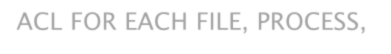 ACL FOR EACH FILE, PROCESS,